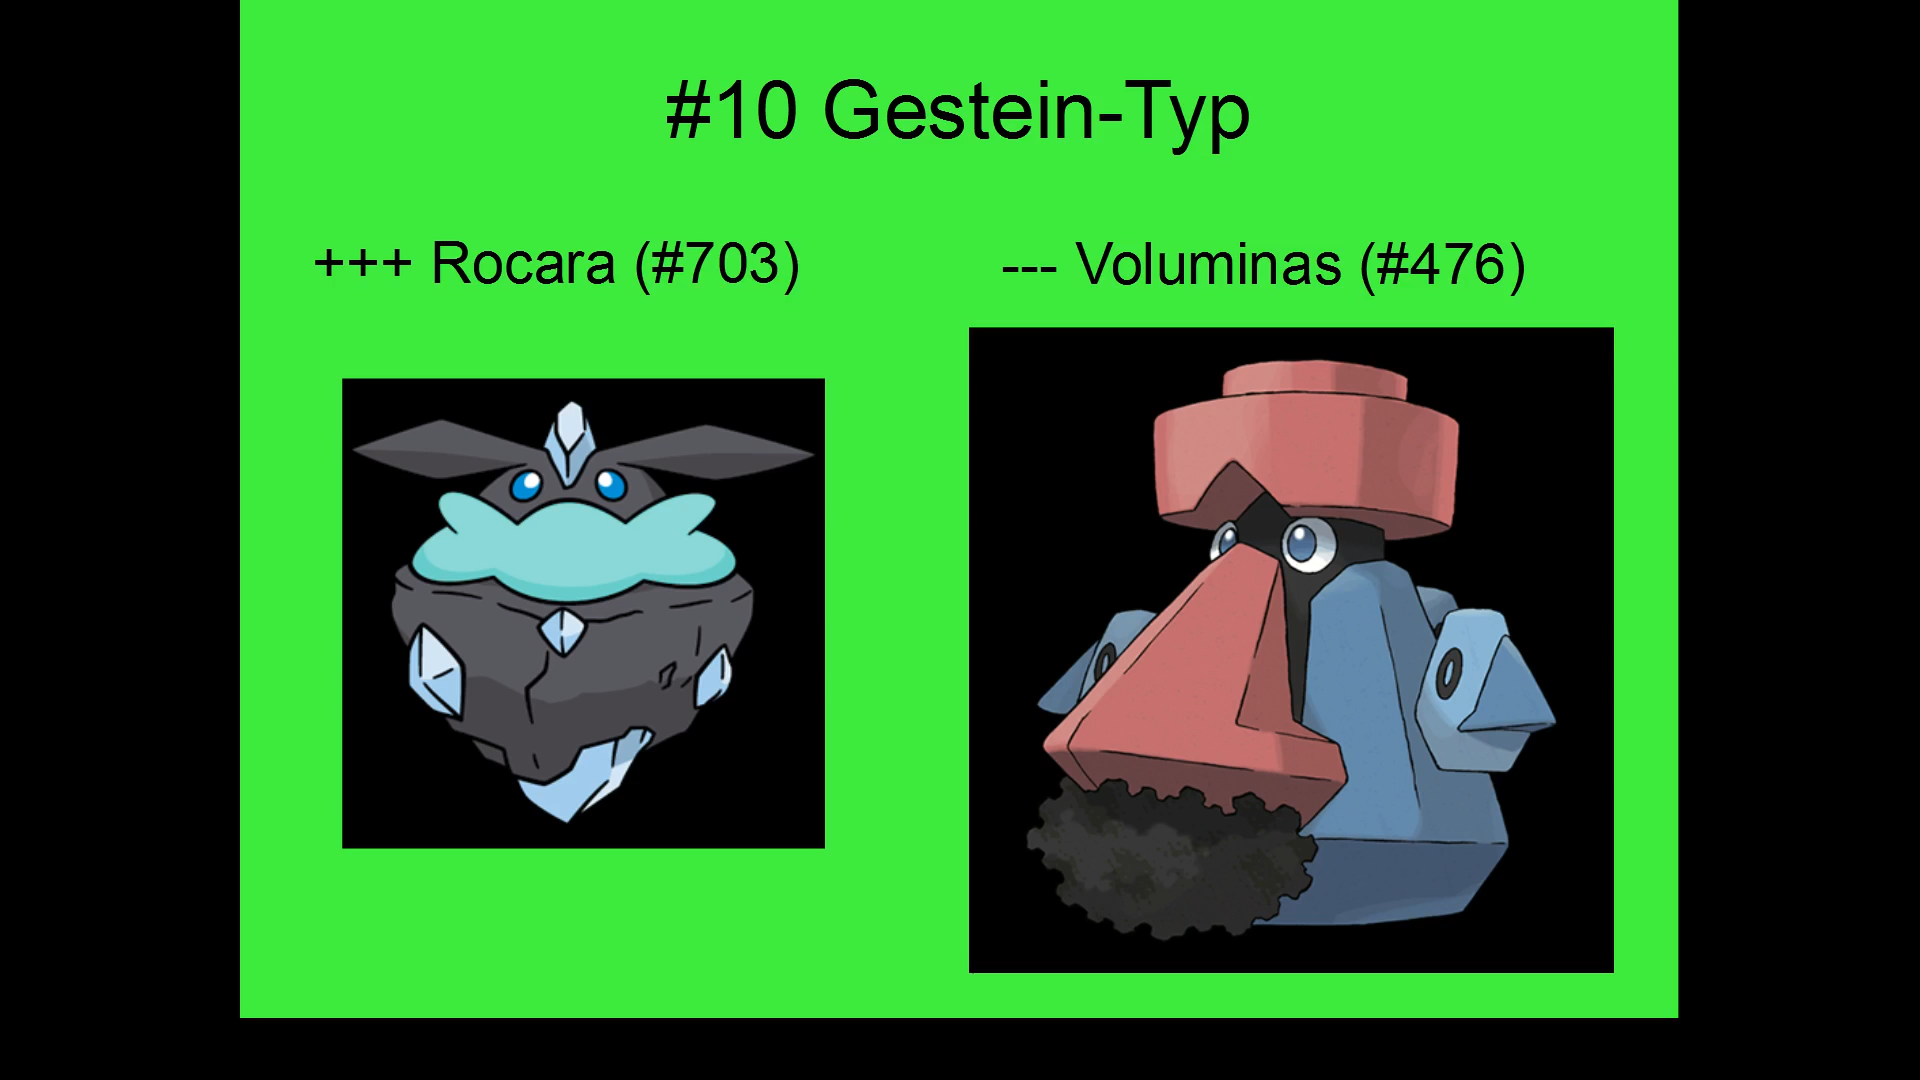 #10 Gestein-Typ
+++ Rocara (#703)
--- Voluminas (#476)